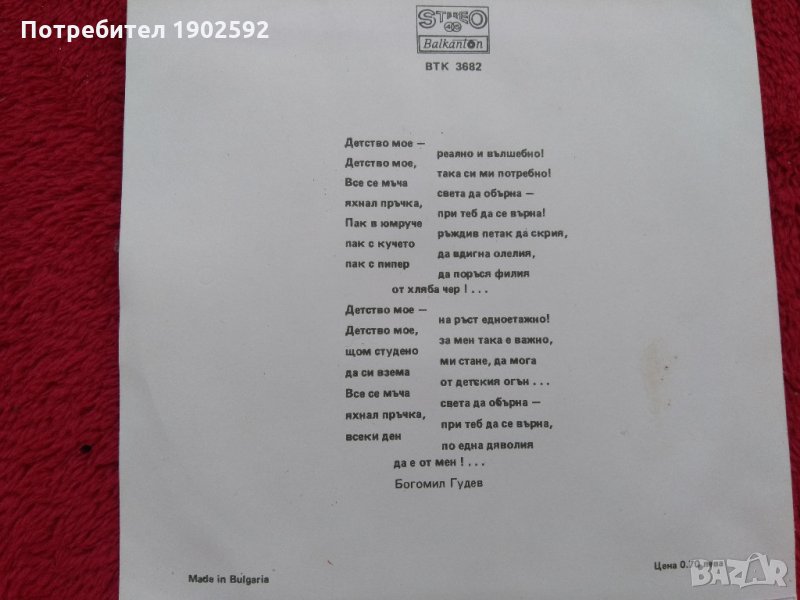 Потребител 1902592
STEREO
Balkanton
ВТК 3682
Детство мое –
реално и вълшебно!
Детство мое,
така си ми потребно!
Все се мъча
света да обърна –
яхнал пръчка,
при теб да се върна!
Пак в юмруче
ръждив петак да скрия,
пак с кучето
да вдигна олелия,
пак с пипер
да поръся филия
от хляба чер ! . . .
Детство мое –
на ръст едноетажно!
Детство мое,
за мен така е важно,
щом студено
ми стане, да мога
да си взема
от детския огън . . .
Все се мъча
света да обърна –
яхнал пръчка,
при теб да се върна,
всеки ден
по една дяволия
да е от мен ! . . .
Богомил Гудев
Made in Bulgaria
Цена 0.70 лева
BAZAR